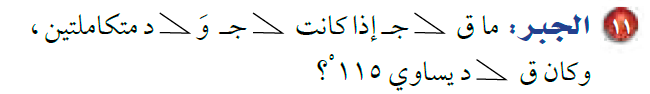 ١١ الجبر: ما ق ∠ جـ إذا كانت ∠ جـ وَ ∠ د متكاملتين،
وكان ق ∠ د يساوي ١١٥°؟